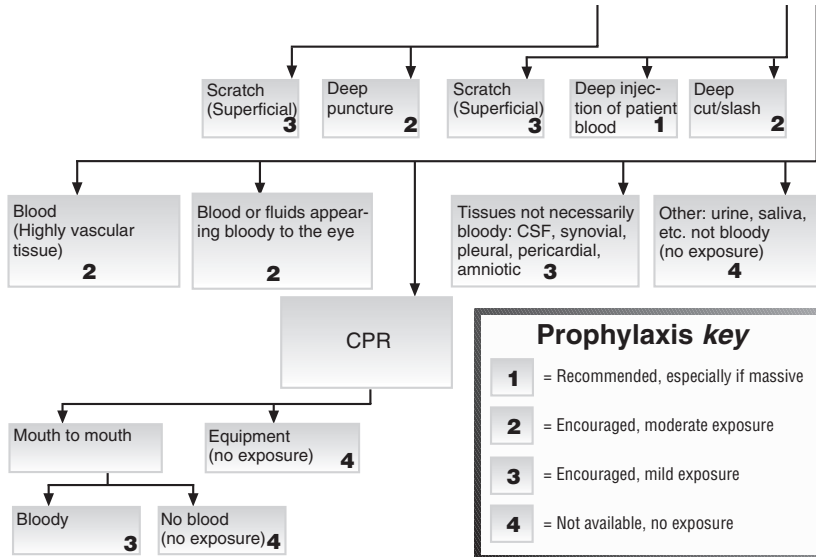 Scratch
(Superficial)
3
Deep
puncture
2
Scratch
(Superficial)
3
Deep injec-
tion of patient
blood
1
Deep
cut/slash
2
Blood
(Highly vascular
tissue)
2
Blood or fluids appear-
ing bloody to the eye
2
Tissues not necessarily
bloody: CSF, synovial,
pleural, pericardial,
amniotic
3
Other: urine, saliva,
etc. not bloody
(no exposure)
4
CPR
Mouth to mouth
Equipment
(no exposure)
4
Bloody
3
No blood
(no exposure)
4
Prophylaxis key
1 = Recommended, especially if massive
2 = Encouraged, moderate exposure
3 = Encouraged, mild exposure
4 = Not available, no exposure